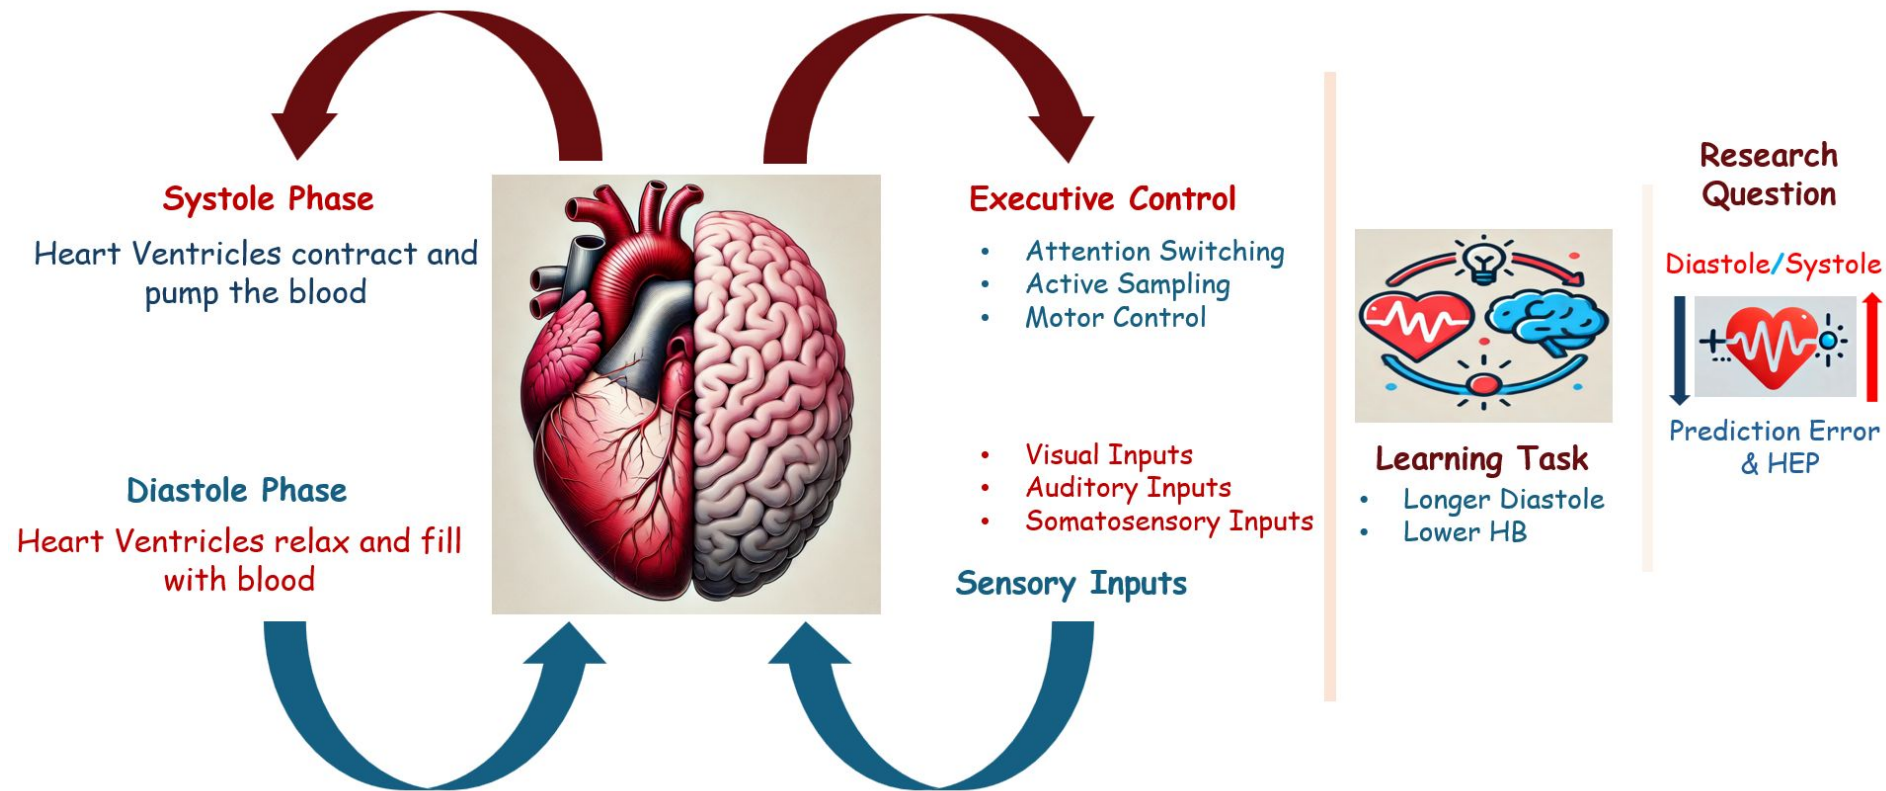 Systole Phase
Heart Ventricles contract and
pump the blood
Diastole Phase
Heart Ventricles relax and fill
with blood
Executive Control
• Attention Switching
• Active Sampling
• Motor Control
• Visual Inputs
• Auditory Inputs
• Somatosensory Inputs
Sensory Inputs
Learning Task
• Longer Diastole
• Lower HB
Research
Question
Diastole/Systole
Prediction Error
& HEP